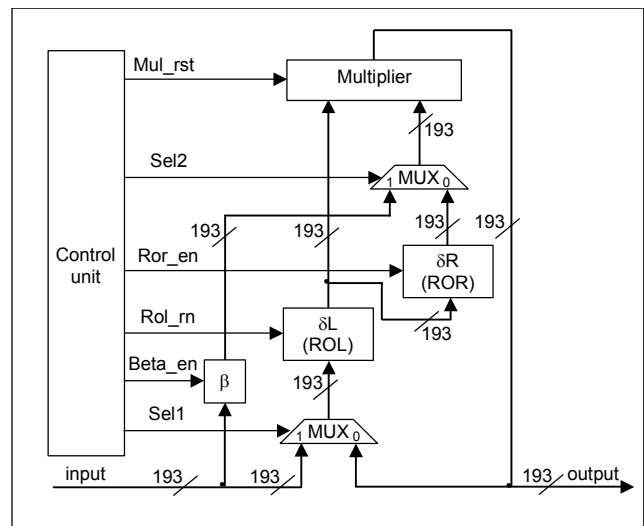 Mul_rst
Multiplier
193
Sel2
1 MUX 0
193
193
193
193
Control
unit
Ror_en
δR
(ROR)
193
Rol_rn
δL
(ROL)
Beta_en
β
193
Sel1
1 MUX 0
input
193
193
193
output